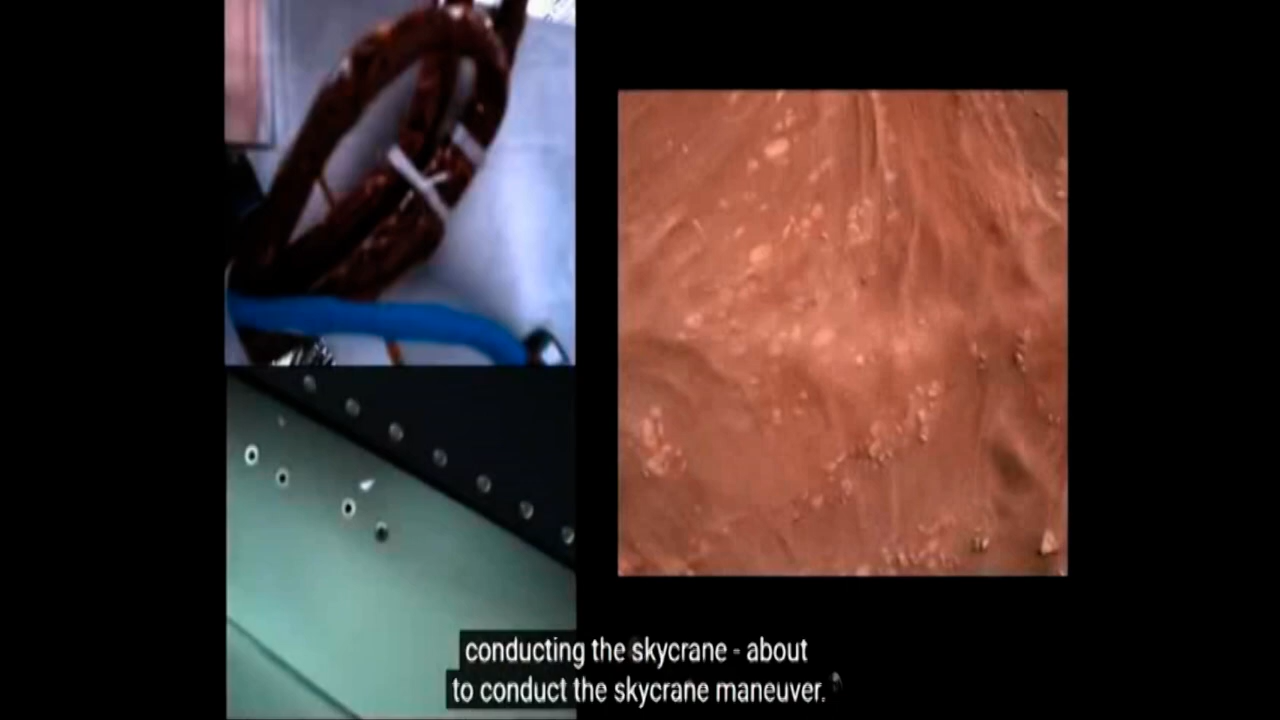 conducting the skycrane - about
to conduct the skycrane maneuver.